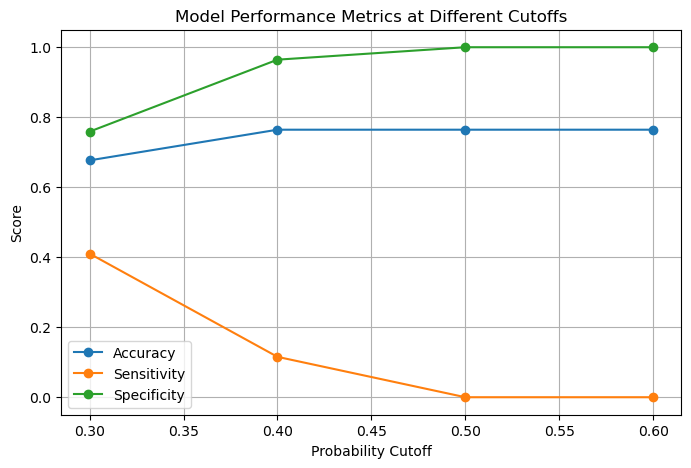 Model Performance Metrics at Different Cutoffs
1.0
0.8
0.6
0.4
0.2
0.0
Score
Accuracy
Sensitivity
Specificity
0.30 0.35 0.40 0.45 0.50 0.55 0.60
Probability Cutoff